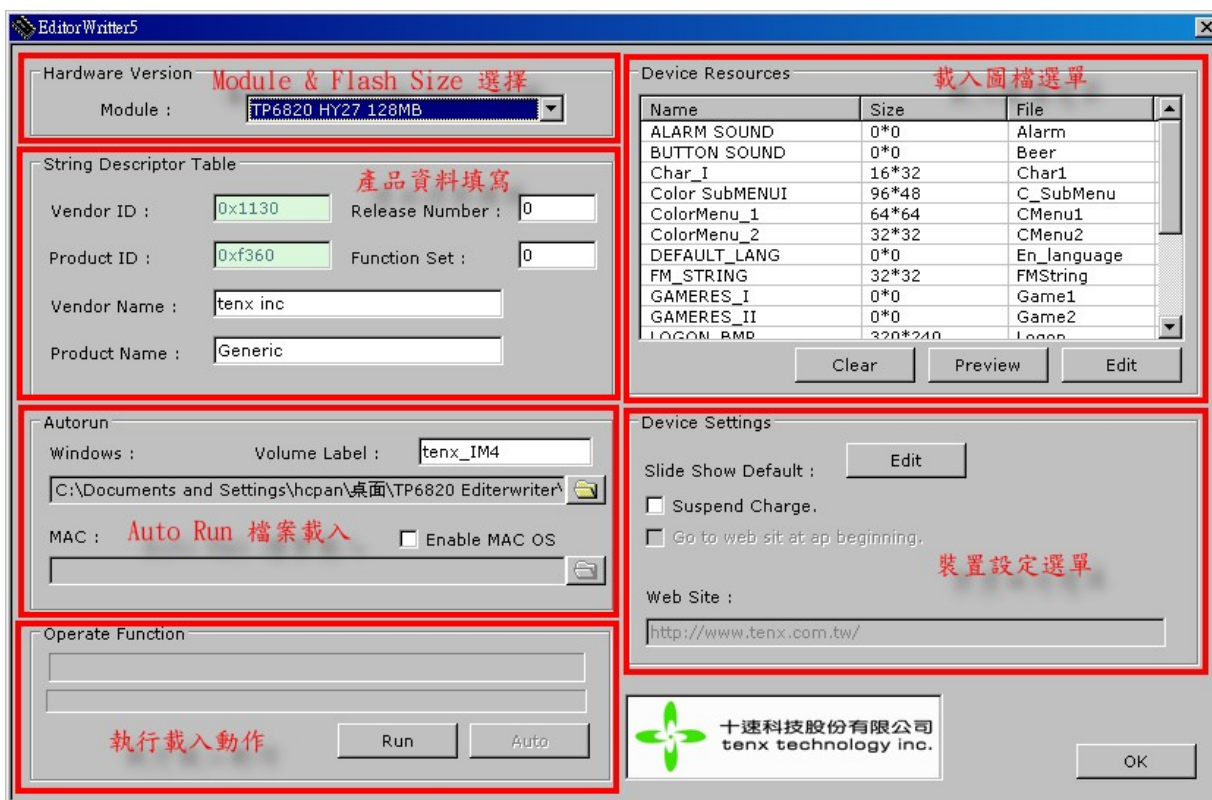 EditorWritter5
Hardware Version
Module & Flash Size 選擇
Module :
TP6820 HY27 128MB
String Descriptor Table
產品資料填寫
Vendor ID :
0x1130
Release Number :
0
Product ID :
0xf360
Function Set :
0
Vendor Name :
tenx inc
Product Name :
Generic
Autorun
Windows :
Volume Label :
tenx_IM4
C:\Documents and Settings\hcpan\桌面\TP6820 Editerwriter\
MAC :
Auto Run 檔案載入
Enable MAC OS
Operate Function
執行載入動作
Run
Auto
Device Resources
載入圖檔選單
Name Size File
ALARM SOUND 0*0 Alarm
BUTTON SOUND 0*0 Beer
Char_I 16*32 Char1
Color SubMENUI 96*48 C_SubMenu
ColorMenu_1 64*64 CMenu1
ColorMenu_2 32*32 CMenu2
DEFAULT_LANG 0*0 En_language
FM_STRING 32*32 FMString
GAMERES_I 0*0 Game1
GAMERES_II 0*0 Game2
LOGON_BMP 320*240 Logon
Clear
Preview
Edit
Device Settings
Slide Show Default :
Edit
Suspend Charge.
Go to web sit at ap beginning.
裝置設定選單
Web Site :
http://www.tenx.com.tw/
十速科技股份有限公司
tenx technology inc.
OK